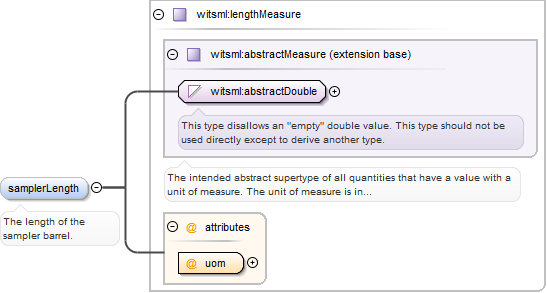 witsml:lengthMeasure
witsml:abstractMeasure (extension base)
witsml:abstractDouble
This type disallows an "empty" double value. This type should not be
used directly except to derive another type.
The intended abstract supertype of all quantities that have a value with a
unit of measure. The unit of measure is in...
samplerLength
The length of the
sampler barrel.
@ attributes
@ uom